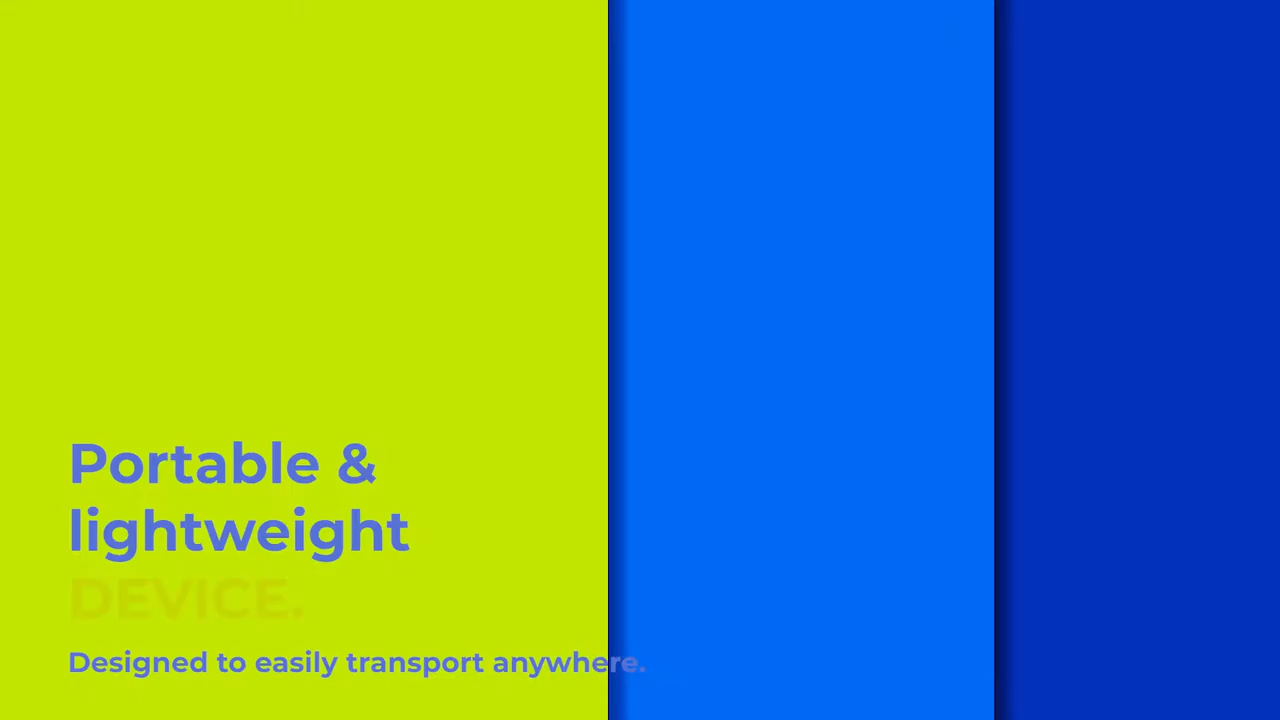 Portable &
lightweight
DEVICE.
Designed to easily transport anywhere.